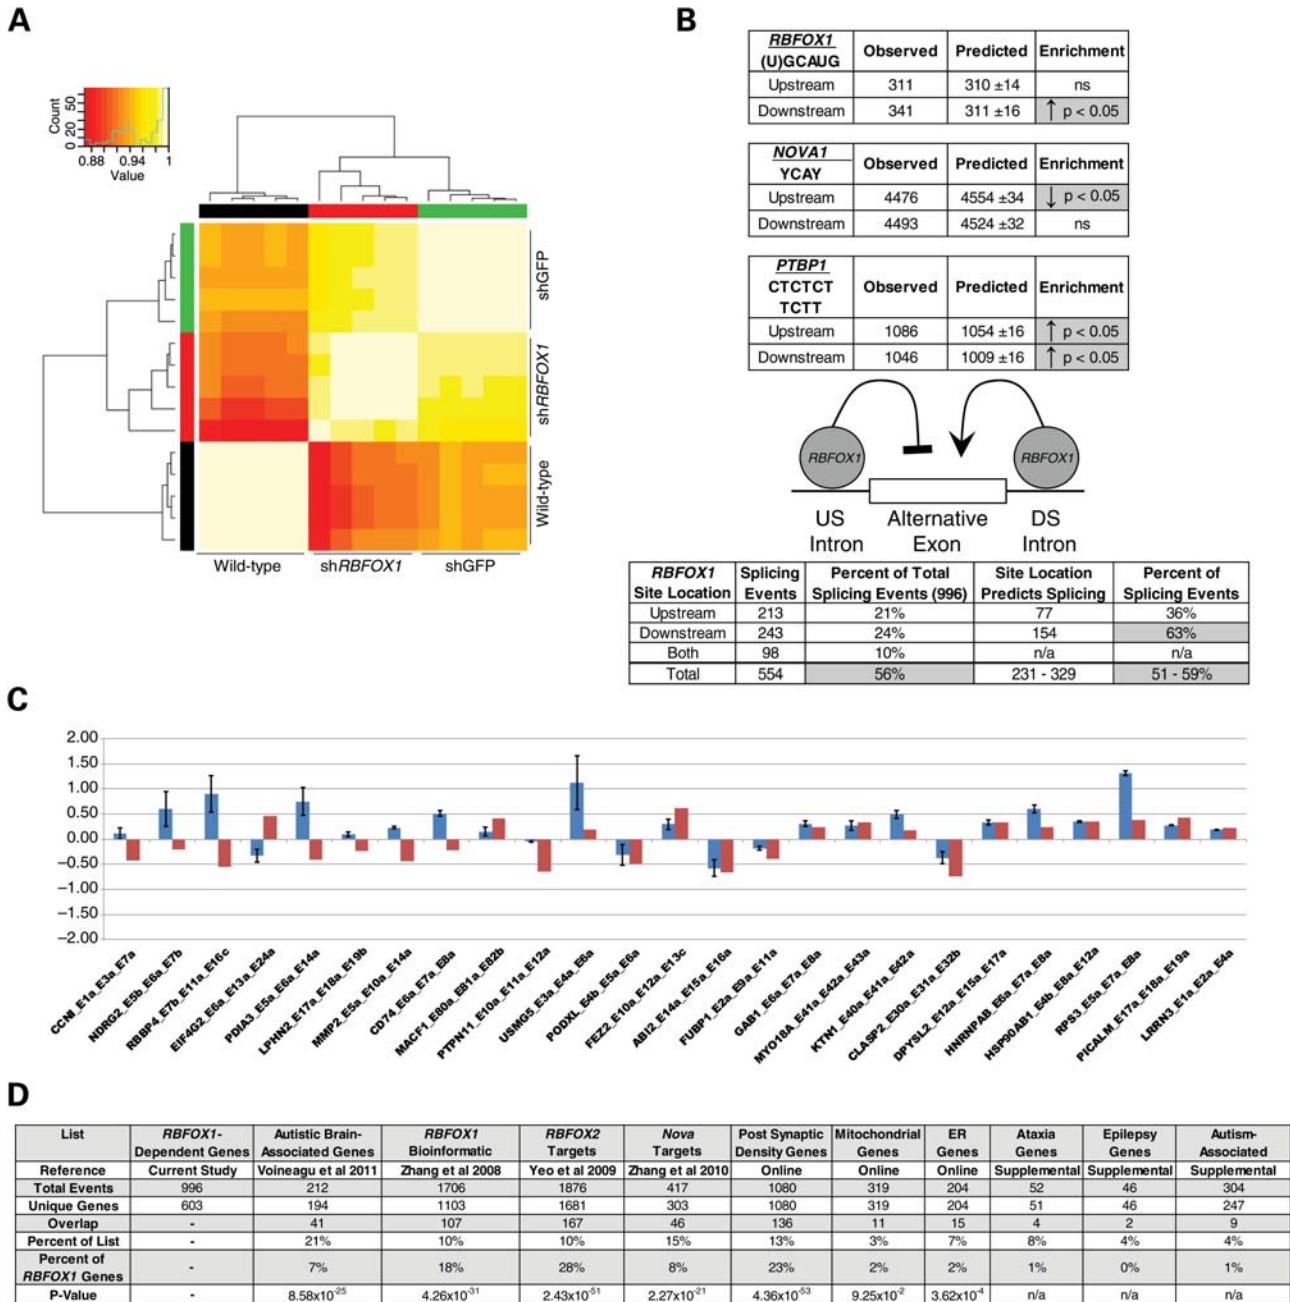 A
Count
0 20 50
0.88 0.94 1
Value
shGFP
shRBFOX1
Wild-type
Wild-type shRBFOX1 shGFP
B
RBFOX1 (U)GCAUG Observed Predicted Enrichment
Upstream 311 310 ±14 ns
Downstream 341 311 ±16 ↑ p < 0.05
NOVA1 YCAY Observed Predicted Enrichment
Upstream 4476 4554 ±34 ↓ p < 0.05
Downstream 4493 4524 ±32 ns
PTBP1 CTCTCT TCTT Observed Predicted Enrichment
Upstream 1086 1054 ±16 ↑ p < 0.05
Downstream 1046 1009 ±16 ↑ p < 0.05
RBFOX1 RBFOX1
US Intron Alternative Exon DS Intron
RBFOX1 Site Location Splicing Events Percent of Total Splicing Events (996) Site Location Predicts Splicing Percent of Splicing Events
Upstream 213 21% 77 36%
Downstream 243 24% 154 63%
Both 98 10% n/a n/a
Total 554 56% 231 - 329 51 - 59%
C
2.00
1.50
1.00
0.50
0.00
−0.50
−1.00
−1.50
−2.00
CCNI_E1a_E3a_E7a
NDRG2_E5b_E6a_E7b
RBBP4_E7b_E11a_E16c
EIF4G2_E6a_E13a_E24a
PDIA3_E5a_E6a_E14a
LPHN2_E17a_E18a_E19b
MMP2_E5a_E10a_E14a
CD74_E6a_E7a_E8a
MACF1_E80a_E81a_E82b
PTPN11_E10a_E11a_E12a
USMG5_E3a_E4a_E6a
PODXL_E4b_E5a_E6a
FEZ2_E10a_E12a_E13c
ABI2_E14a_E15a_E16a
FUBP1_E2a_E9a_E11a
GAB1_E6a_E7a_E8a
MYO18A_E41a_E42a_E43a
KTN1_E40a_E41a_E42a
CLASP2_E30a_E31a_E32b
DPYSL2_E12a_E15a_E17a
HNRNPAB_E6a_E7a_E8a
HSP90AB1_E4b_E8a_E12a
RPS3_E5a_E7a_E8a
PICALM_E17a_E18a_E19a
LRRN3_E1a_E2a_E4a
D
List RBFOX1-Dependent Genes Autistic Brain-Associated Genes RBFOX1 Bioinformatic RBFOX2 Targets Nova Targets Post Synaptic Density Genes Mitochondrial Genes ER Genes Ataxia Genes Epilepsy Genes Autism-Associated
Reference Current Study Voineagu et al 2011 Zhang et al 2008 Yeo et al 2009 Zhang et al 2010 Online Online Online Supplemental Supplemental Supplemental
Total Events 996 212 1706 1876 417 1080 319 204 52 46 304
Unique Genes 603 194 1103 1681 303 1080 319 204 51 46 247
Overlap - 41 107 167 46 136 11 15 4 2 9
Percent of List - 21% 10% 10% 15% 13% 3% 7% 8% 4% 4%
Percent of RBFOX1 Genes - 7% 18% 28% 8% 23% 2% 2% 1% 0% 1%
P-Value - 8.58x10⁻²⁵ 4.26x10⁻³¹ 2.43x10⁻⁵¹ 2.27x10⁻²¹ 4.36x10⁻⁵³ 9.25x10⁻² 3.62x10⁻⁴ n/a n/a n/a